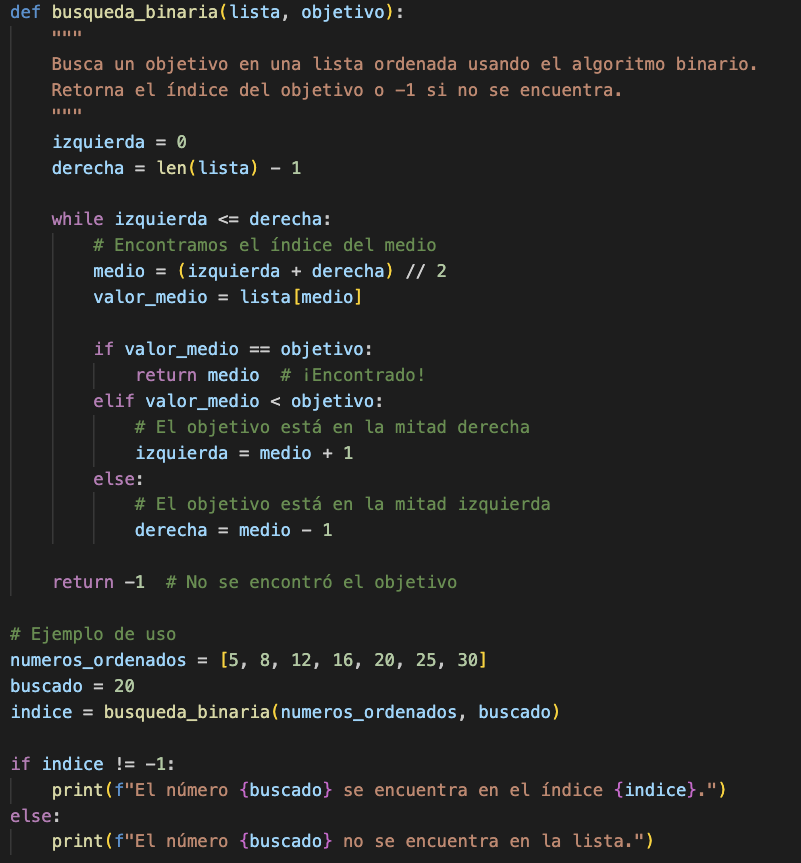 def busqueda_binaria(lista, objetivo):
    """
    Busca un objetivo en una lista ordenada usando el algoritmo binario.
    Retorna el índice del objetivo o -1 si no se encuentra.
    """
    izquierda = 0
    derecha = len(lista) - 1

    while izquierda <= derecha:
        # Encontramos el índice del medio
        medio = (izquierda + derecha) // 2
        valor_medio = lista[medio]

        if valor_medio == objetivo:
            return medio  # ¡Encontrado!
        elif valor_medio < objetivo:
            # El objetivo está en la mitad derecha
            izquierda = medio + 1
        else:
            # El objetivo está en la mitad izquierda
            derecha = medio - 1

    return -1  # No se encontró el objetivo

# Ejemplo de uso
numeros_ordenados = [5, 8, 12, 16, 20, 25, 30]
buscado = 20
indice = busqueda_binaria(numeros_ordenados, buscado)

if indice != -1:
    print(f"El número {buscado} se encuentra en el índice {indice}.")
else:
    print(f"El número {buscado} no se encuentra en la lista.")